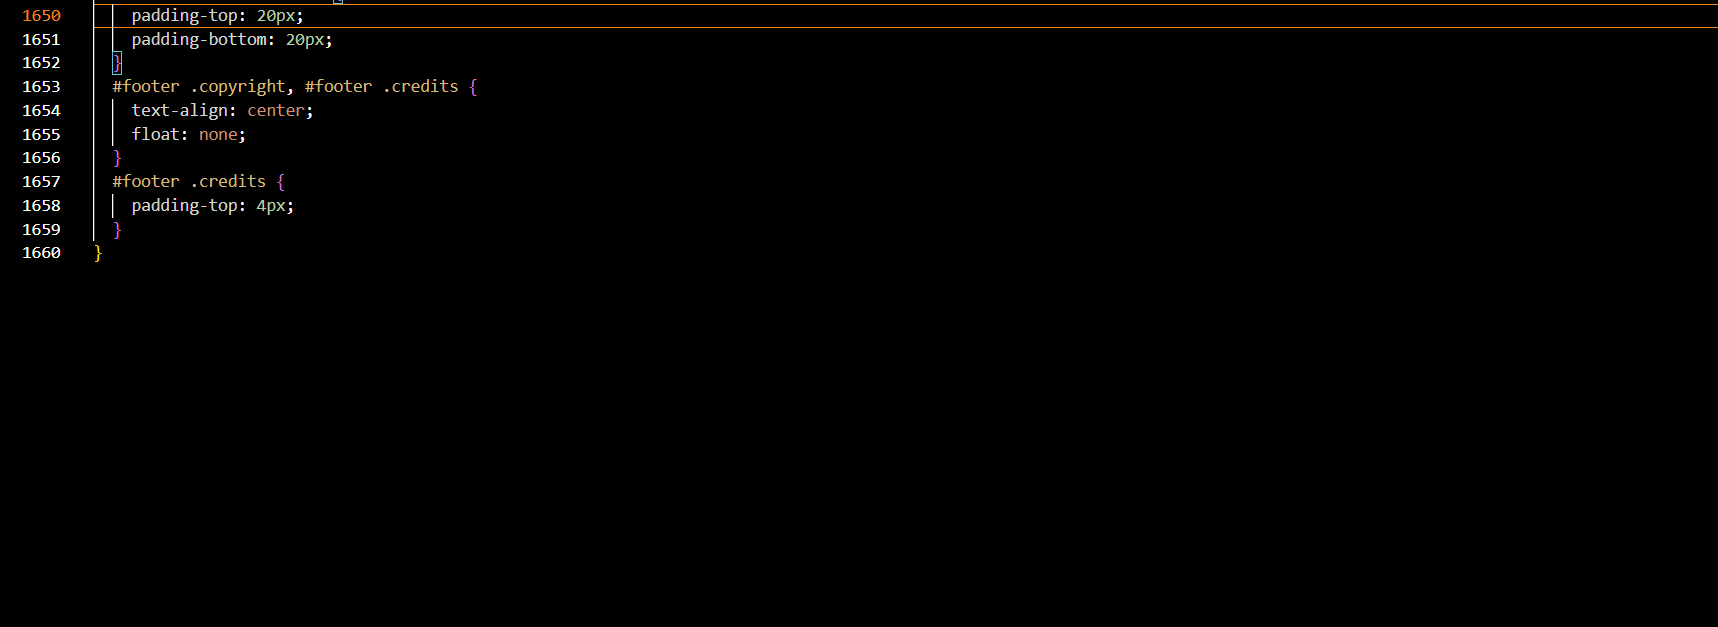 1650 padding-top: 20px;
1651 padding-bottom: 20px;
1652 }
1653 #footer .copyright, #footer .credits {
1654 text-align: center;
1655 float: none;
1656 }
1657 #footer .credits {
1658 padding-top: 4px;
1659 }
1660 }